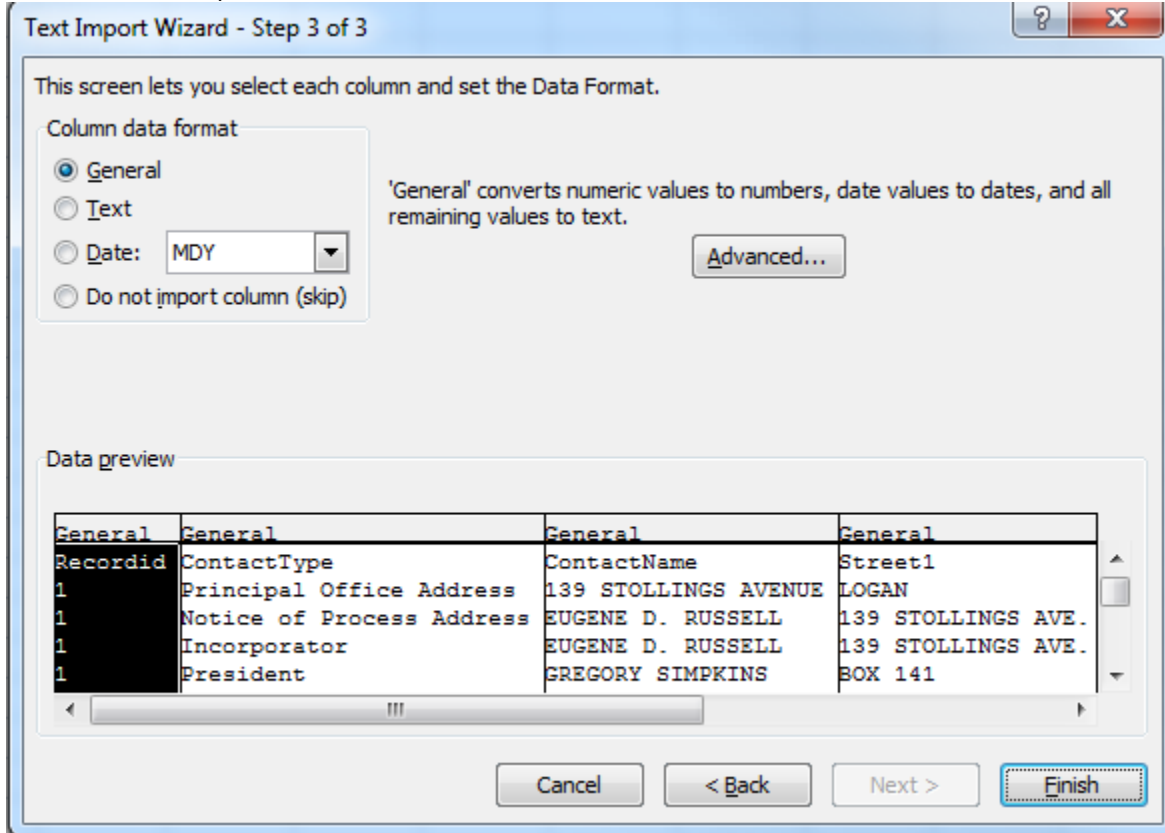 Text Import Wizard - Step 3 of 3
This screen lets you select each column and set the Data Format.
Column data format
General
Text
Date: MDY
Do not import column (skip)
'General' converts numeric values to numbers, date values to dates, and all
remaining values to text.
Advanced...
Data preview
General General General General
Recordid ContactType ContactName Street1
1 Principal Office Address 139 STOLLINGS AVENUE LOGAN
1 Notice of Process Address EUGENE D. RUSSELL 139 STOLLINGS AVE.
1 Incorporator EUGENE D. RUSSELL 139 STOLLINGS AVE.
1 President GREGORY SIMPKINS BOX 141
Cancel < Back Next > Finish